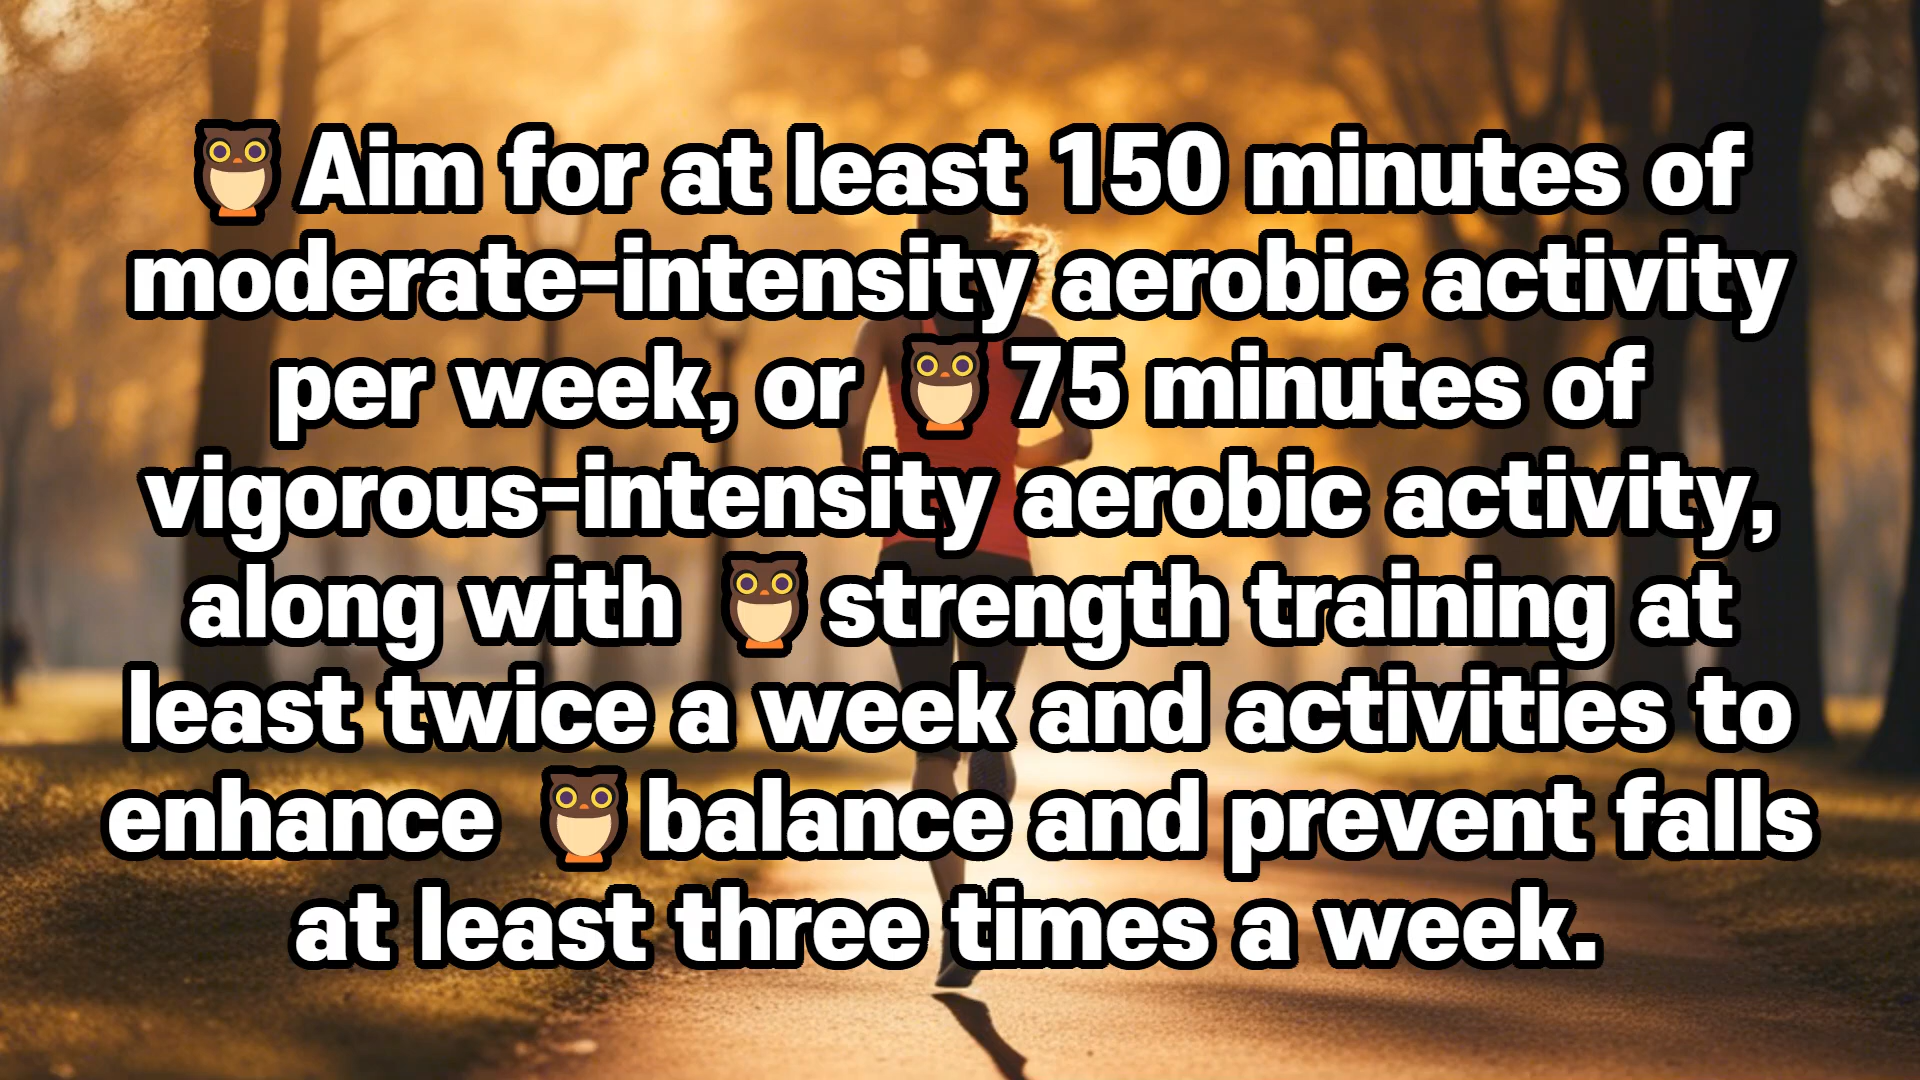 🦉Aim for at least 150 minutes of
moderate-intensity aerobic activity
per week, or 🦉75 minutes of
vigorous-intensity aerobic activity,
along with 🦉strength training at
least twice a week and activities to
enhance 🦉balance and prevent falls
at least three times a week.